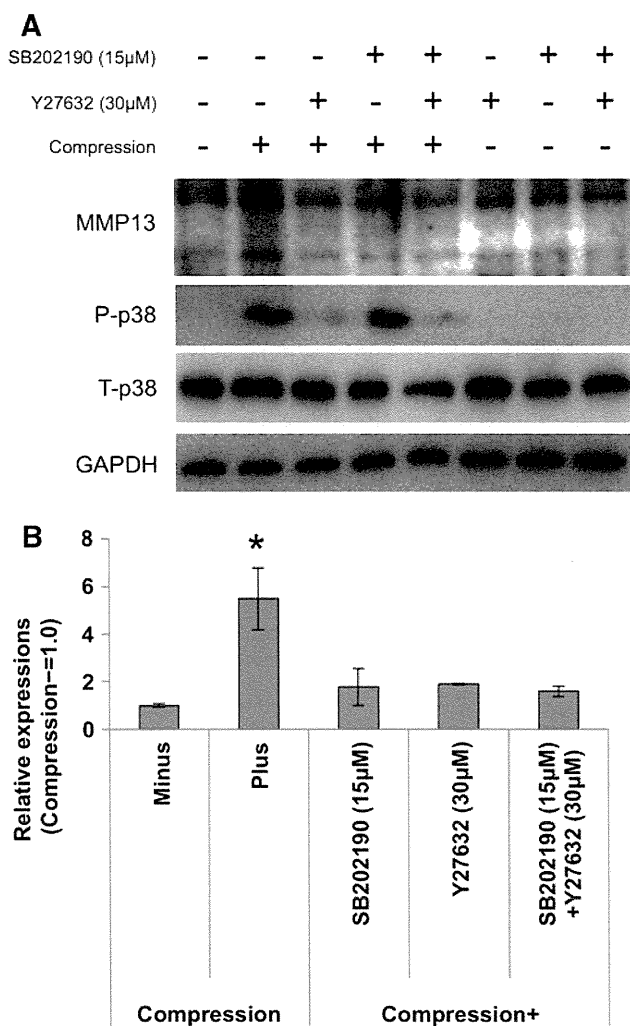 A
SB202190 (15μM) - - - + + - + +
Y27632 (30μM) - - + - + + - +
Compression - + + + + - - -
MMP13
P-p38
T-p38
GAPDH
B
Relative expressions
(Compression-=1.0)
8
6
4
2
0
*
Minus
Plus
SB202190 (15μM)
Y27632 (30μM)
SB202190 (15μM)
+Y27632 (30μM)
Compression
Compression+